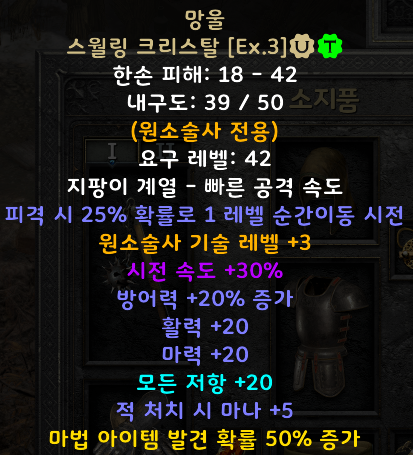 망울
스월링 크리스탈 [Ex.3] U T
한손 피해: 18 - 42
내구도: 39 / 50
소지품
(원소술사 전용)
요구 레벨: 42
I
지팡이 계열 - 빠른 공격 속도
피격 시 25% 확률로 1 레벨 순간이동 시전
원소술사 기술 레벨 +3
시전 속도 +30%
방어력 +20% 증가
활력 +20
마력 +20
모든 저항 +20
적 처치 시 마나 +5
마법 아이템 발견 확률 50% 증가